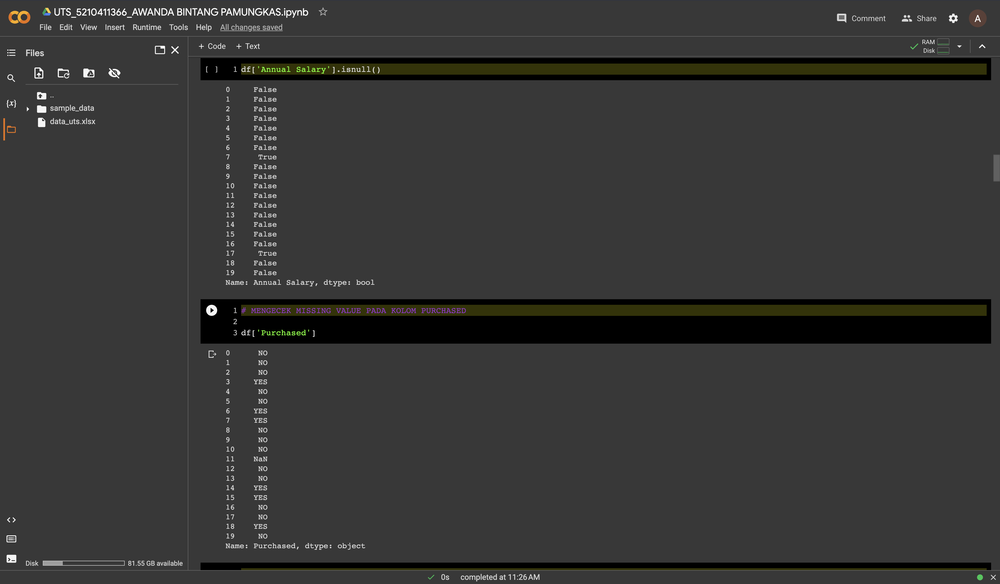 UTS_5210411366_AWANDA BINTANG PAMUNGKAS.ipynb
File Edit View Insert Runtime Tools Help All changes saved
Comment Share A
Files
+ Code + Text
RAM
Disk
..
sample_data
data_uts.xlsx
{x}
[ ] 1 df['Annual Salary'].isnull()
0 False
1 False
2 False
3 False
4 False
5 False
6 False
7 True
8 False
9 False
10 False
11 False
12 False
13 False
14 False
15 False
16 False
17 True
18 False
19 False
Name: Annual Salary, dtype: bool
1 # MENGECEK MISSING VALUE PADA KOLOM PURCHASED
2
3 df['Purchased']
0 NO
1 NO
2 NO
3 YES
4 NO
5 NO
6 YES
7 YES
8 NO
9 NO
10 NO
11 NaN
12 NO
13 NO
14 YES
15 YES
16 NO
17 NO
18 YES
19 NO
Name: Purchased, dtype: object
Disk 81.55 GB available
0s completed at 11:26 AM